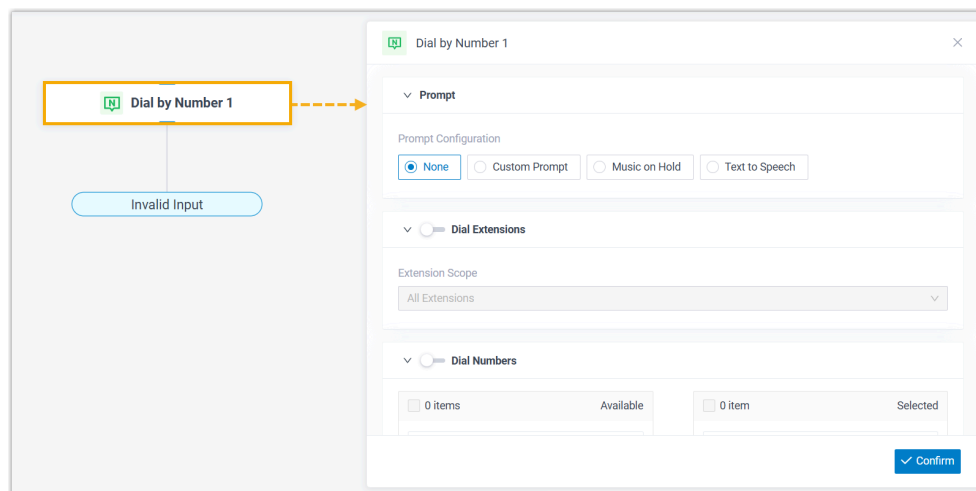 Dial by Number 1
Invalid Input
Dial by Number 1
Prompt
Prompt Configuration
None Custom Prompt Music on Hold Text to Speech
Dial Extensions
Extension Scope
All Extensions
Dial Numbers
0 items Available 0 item Selected
Confirm